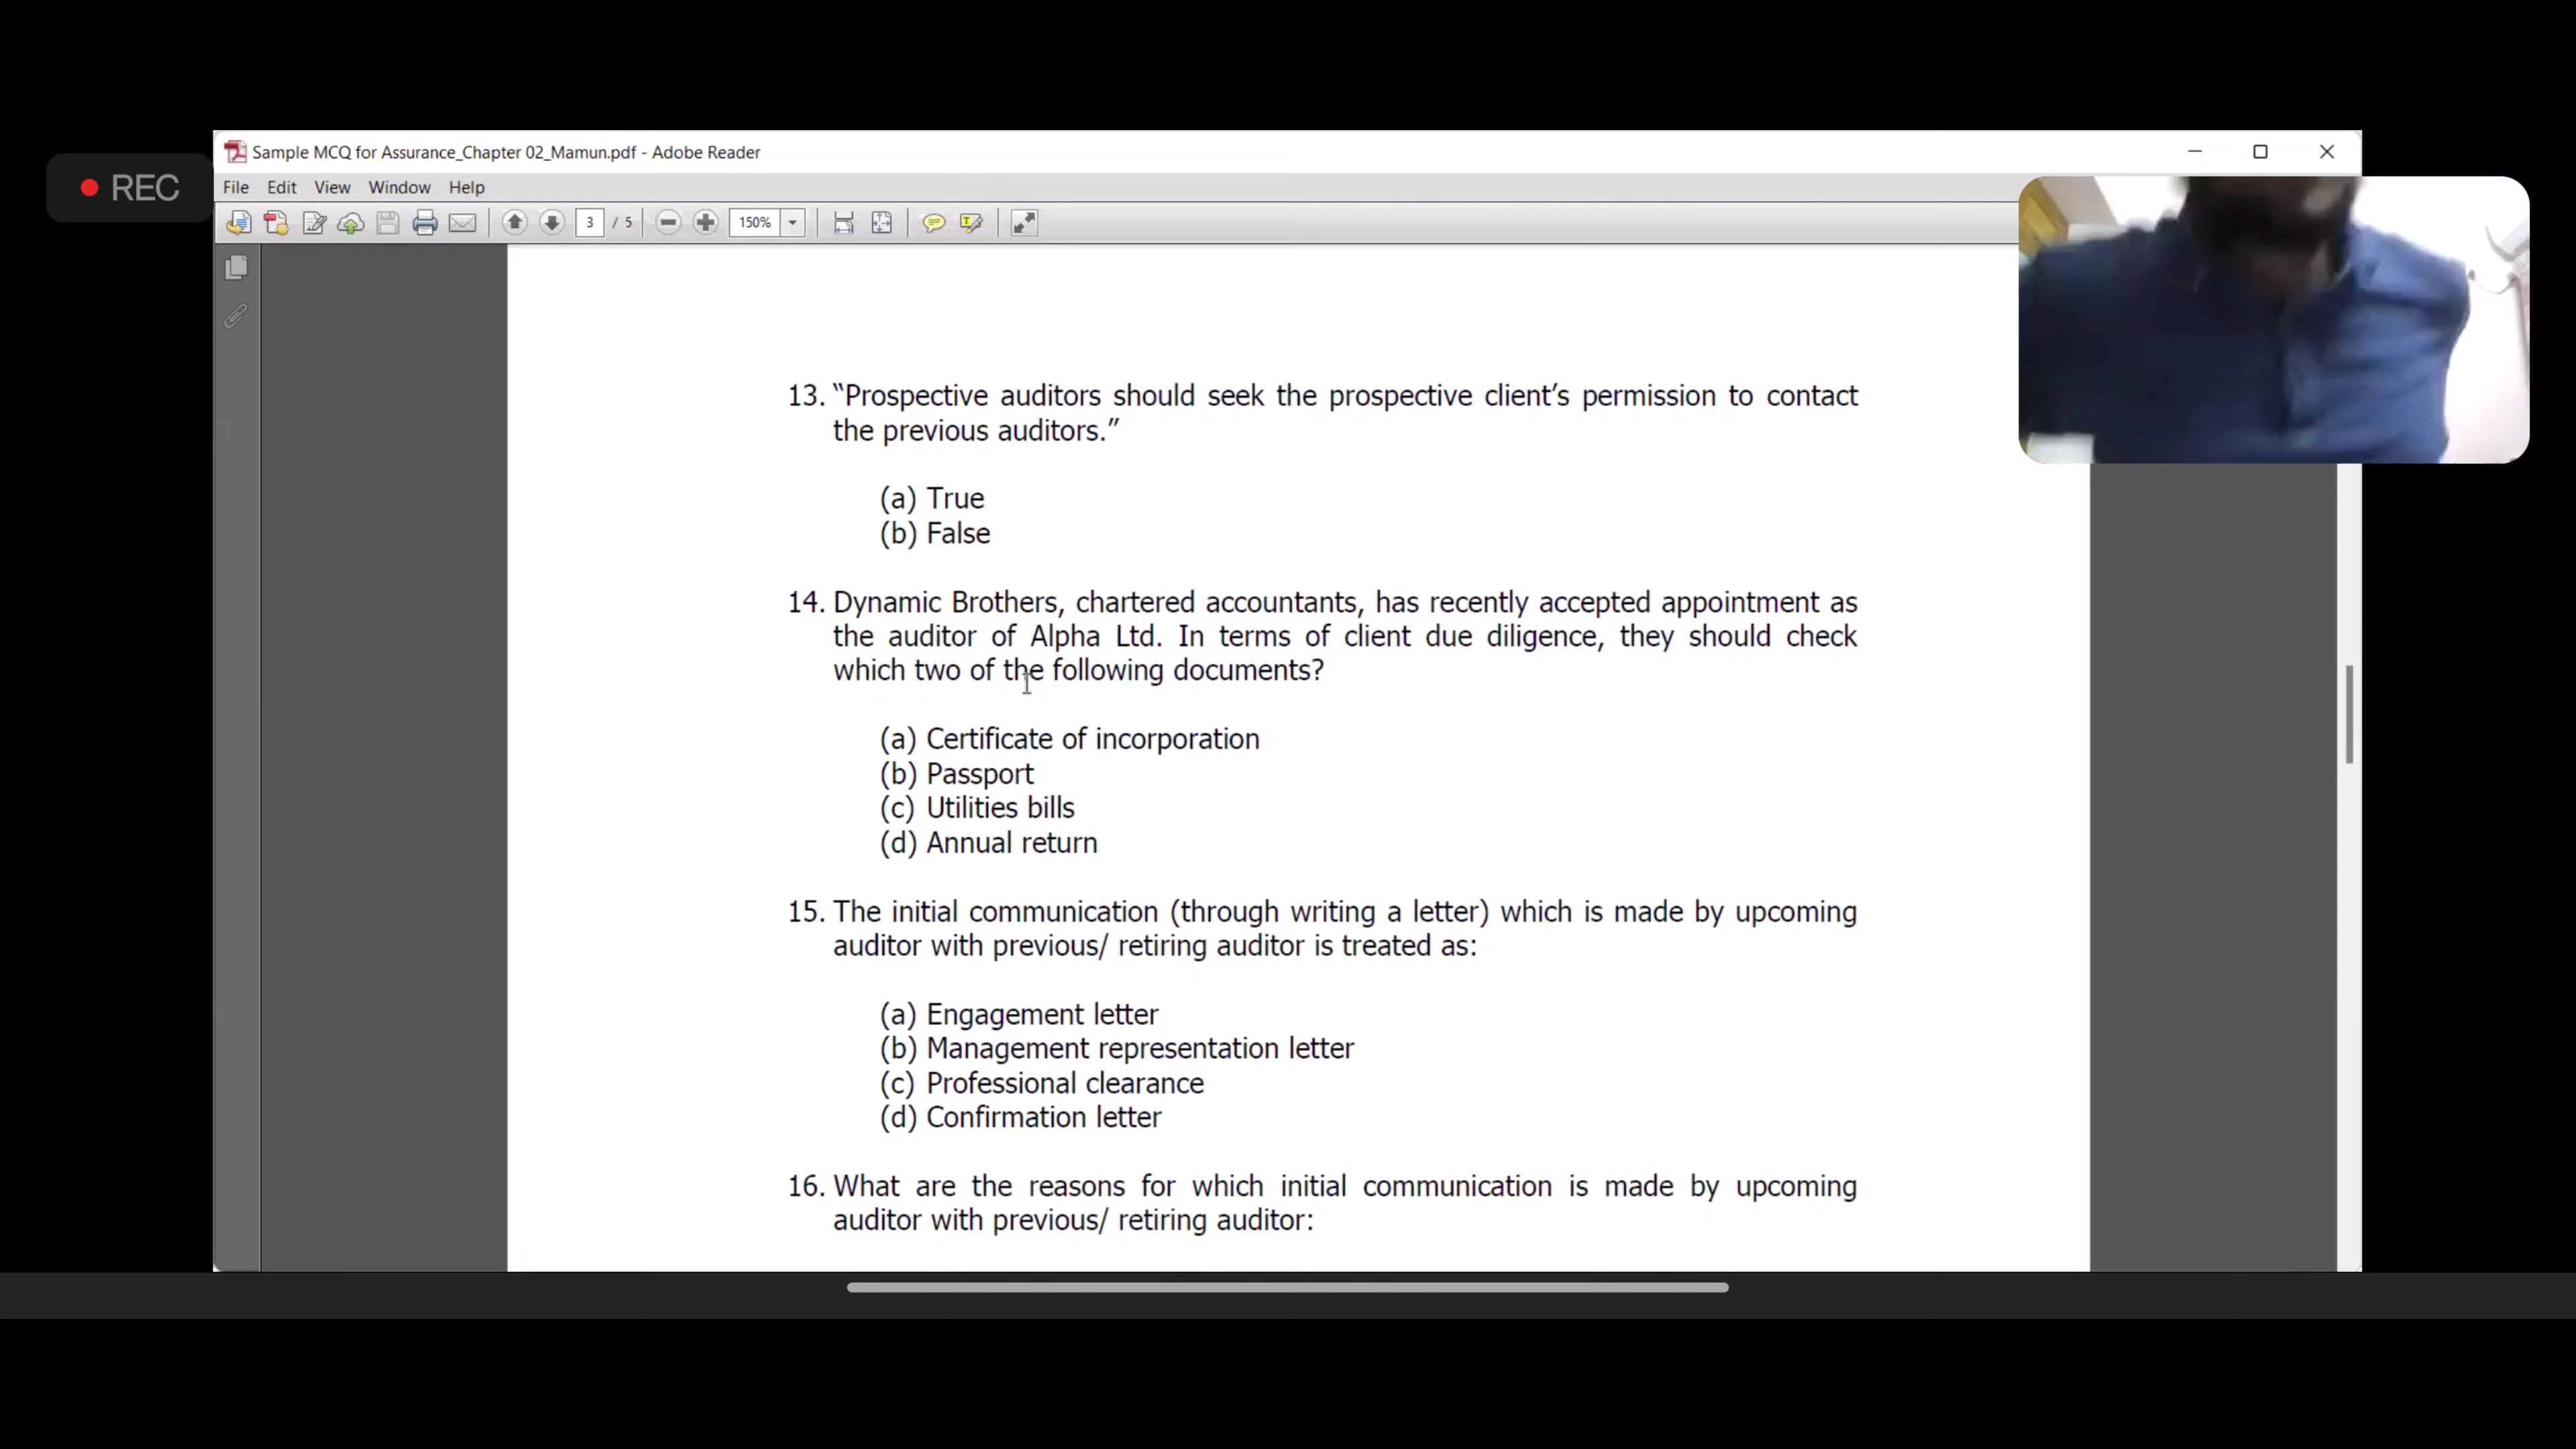 REC
Sample MCQ for Assurance_Chapter 02_Mamun.pdf - Adobe Reader
File Edit View Window Help
3 / 5 150%
13. “Prospective auditors should seek the prospective client’s permission to contact
the previous auditors.”
(a) True
(b) False
14. Dynamic Brothers, chartered accountants, has recently accepted appointment as
the auditor of Alpha Ltd. In terms of client due diligence, they should check
which two of the following documents?
(a) Certificate of incorporation
(b) Passport
(c) Utilities bills
(d) Annual return
15. The initial communication (through writing a letter) which is made by upcoming
auditor with previous/ retiring auditor is treated as:
(a) Engagement letter
(b) Management representation letter
(c) Professional clearance
(d) Confirmation letter
16. What are the reasons for which initial communication is made by upcoming
auditor with previous/ retiring auditor: